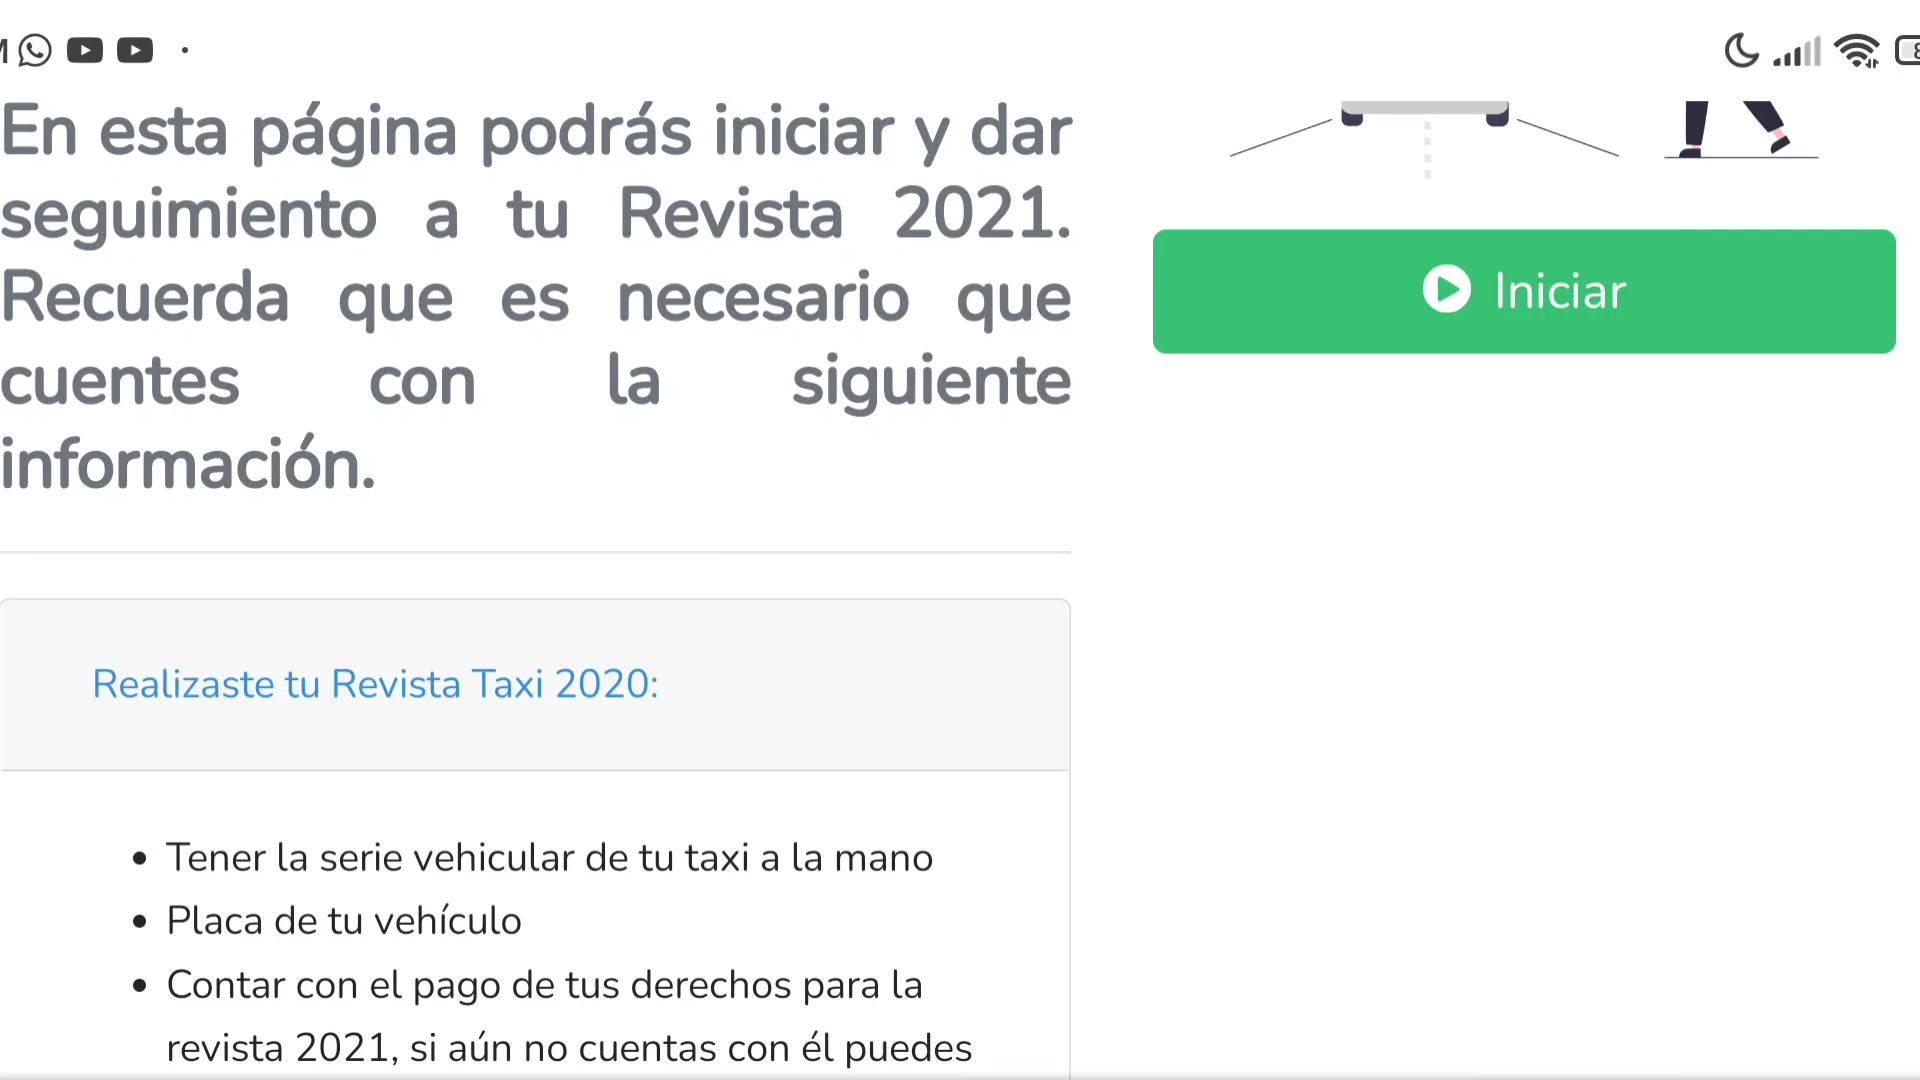 En esta página podrás iniciar y dar
seguimiento a tu Revista 2021.
Recuerda que es necesario que
cuentes con la siguiente
información.
Iniciar
Realizaste tu Revista Taxi 2020:
Tener la serie vehicular de tu taxi a la mano
Placa de tu vehículo
Contar con el pago de tus derechos para la
revista 2021, si aún no cuentas con él puedes